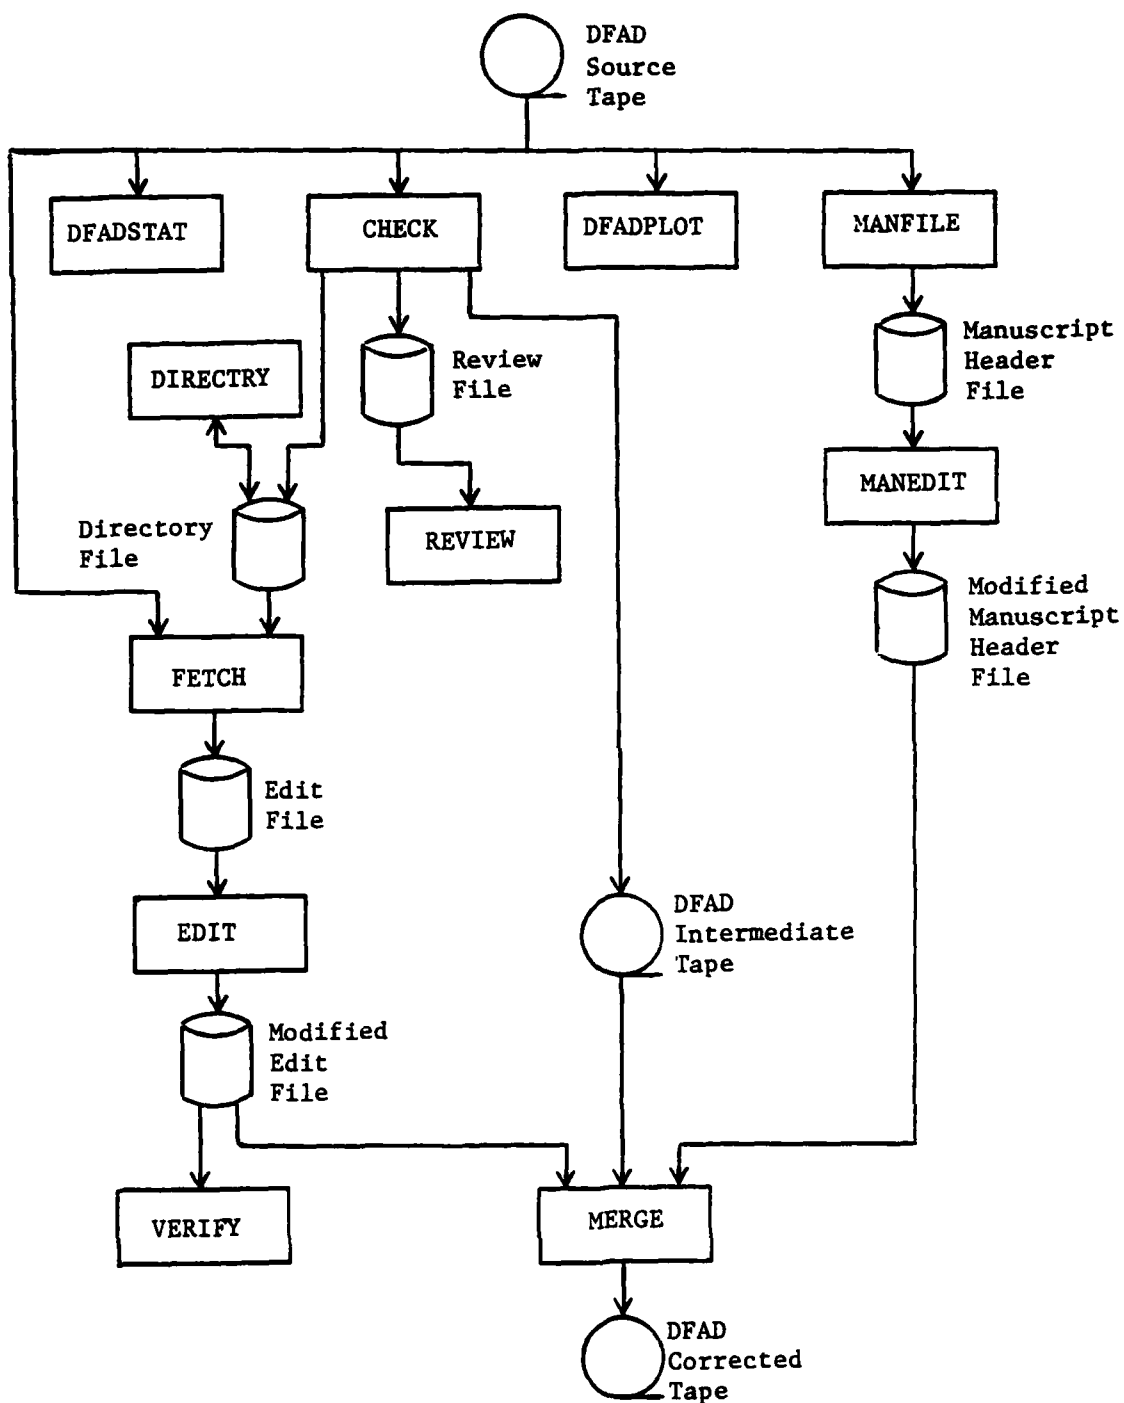 DFAD
Source
Tape
DFADSTAT
CHECK
DFADPLOT
MANFILE
DIRECTRY
Review
File
Manuscript
Header
File
MANEDIT
Directory
File
REVIEW
Modified
Manuscript
Header
File
FETCH
Edit
File
EDIT
DFAD
Intermediate
Tape
Modified
Edit
File
VERIFY
MERGE
DFAD
Corrected
Tape